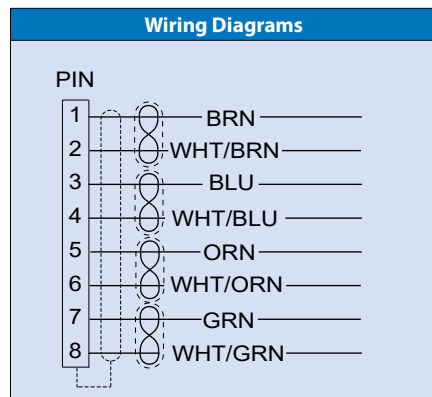 Wiring Diagrams
PIN
1 BRN
2 WHT/BRN
3 BLU
4 WHT/BLU
5 ORN
6 WHT/ORN
7 GRN
8 WHT/GRN